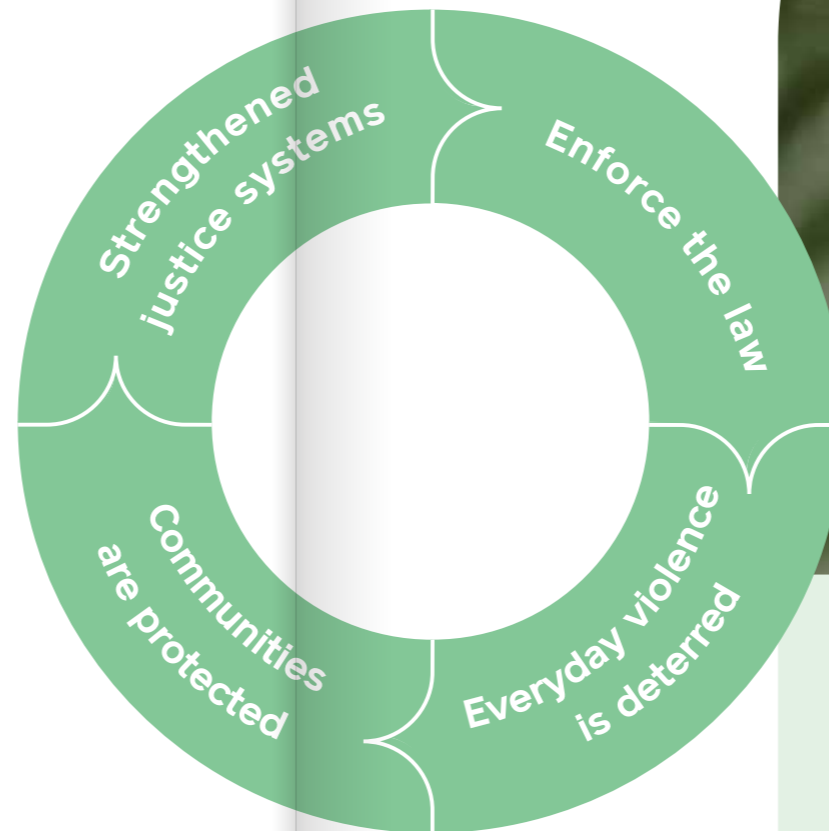 Strengthened
justice systems
Enforce the law
Everyday violence
is deterred
Communities
are protected